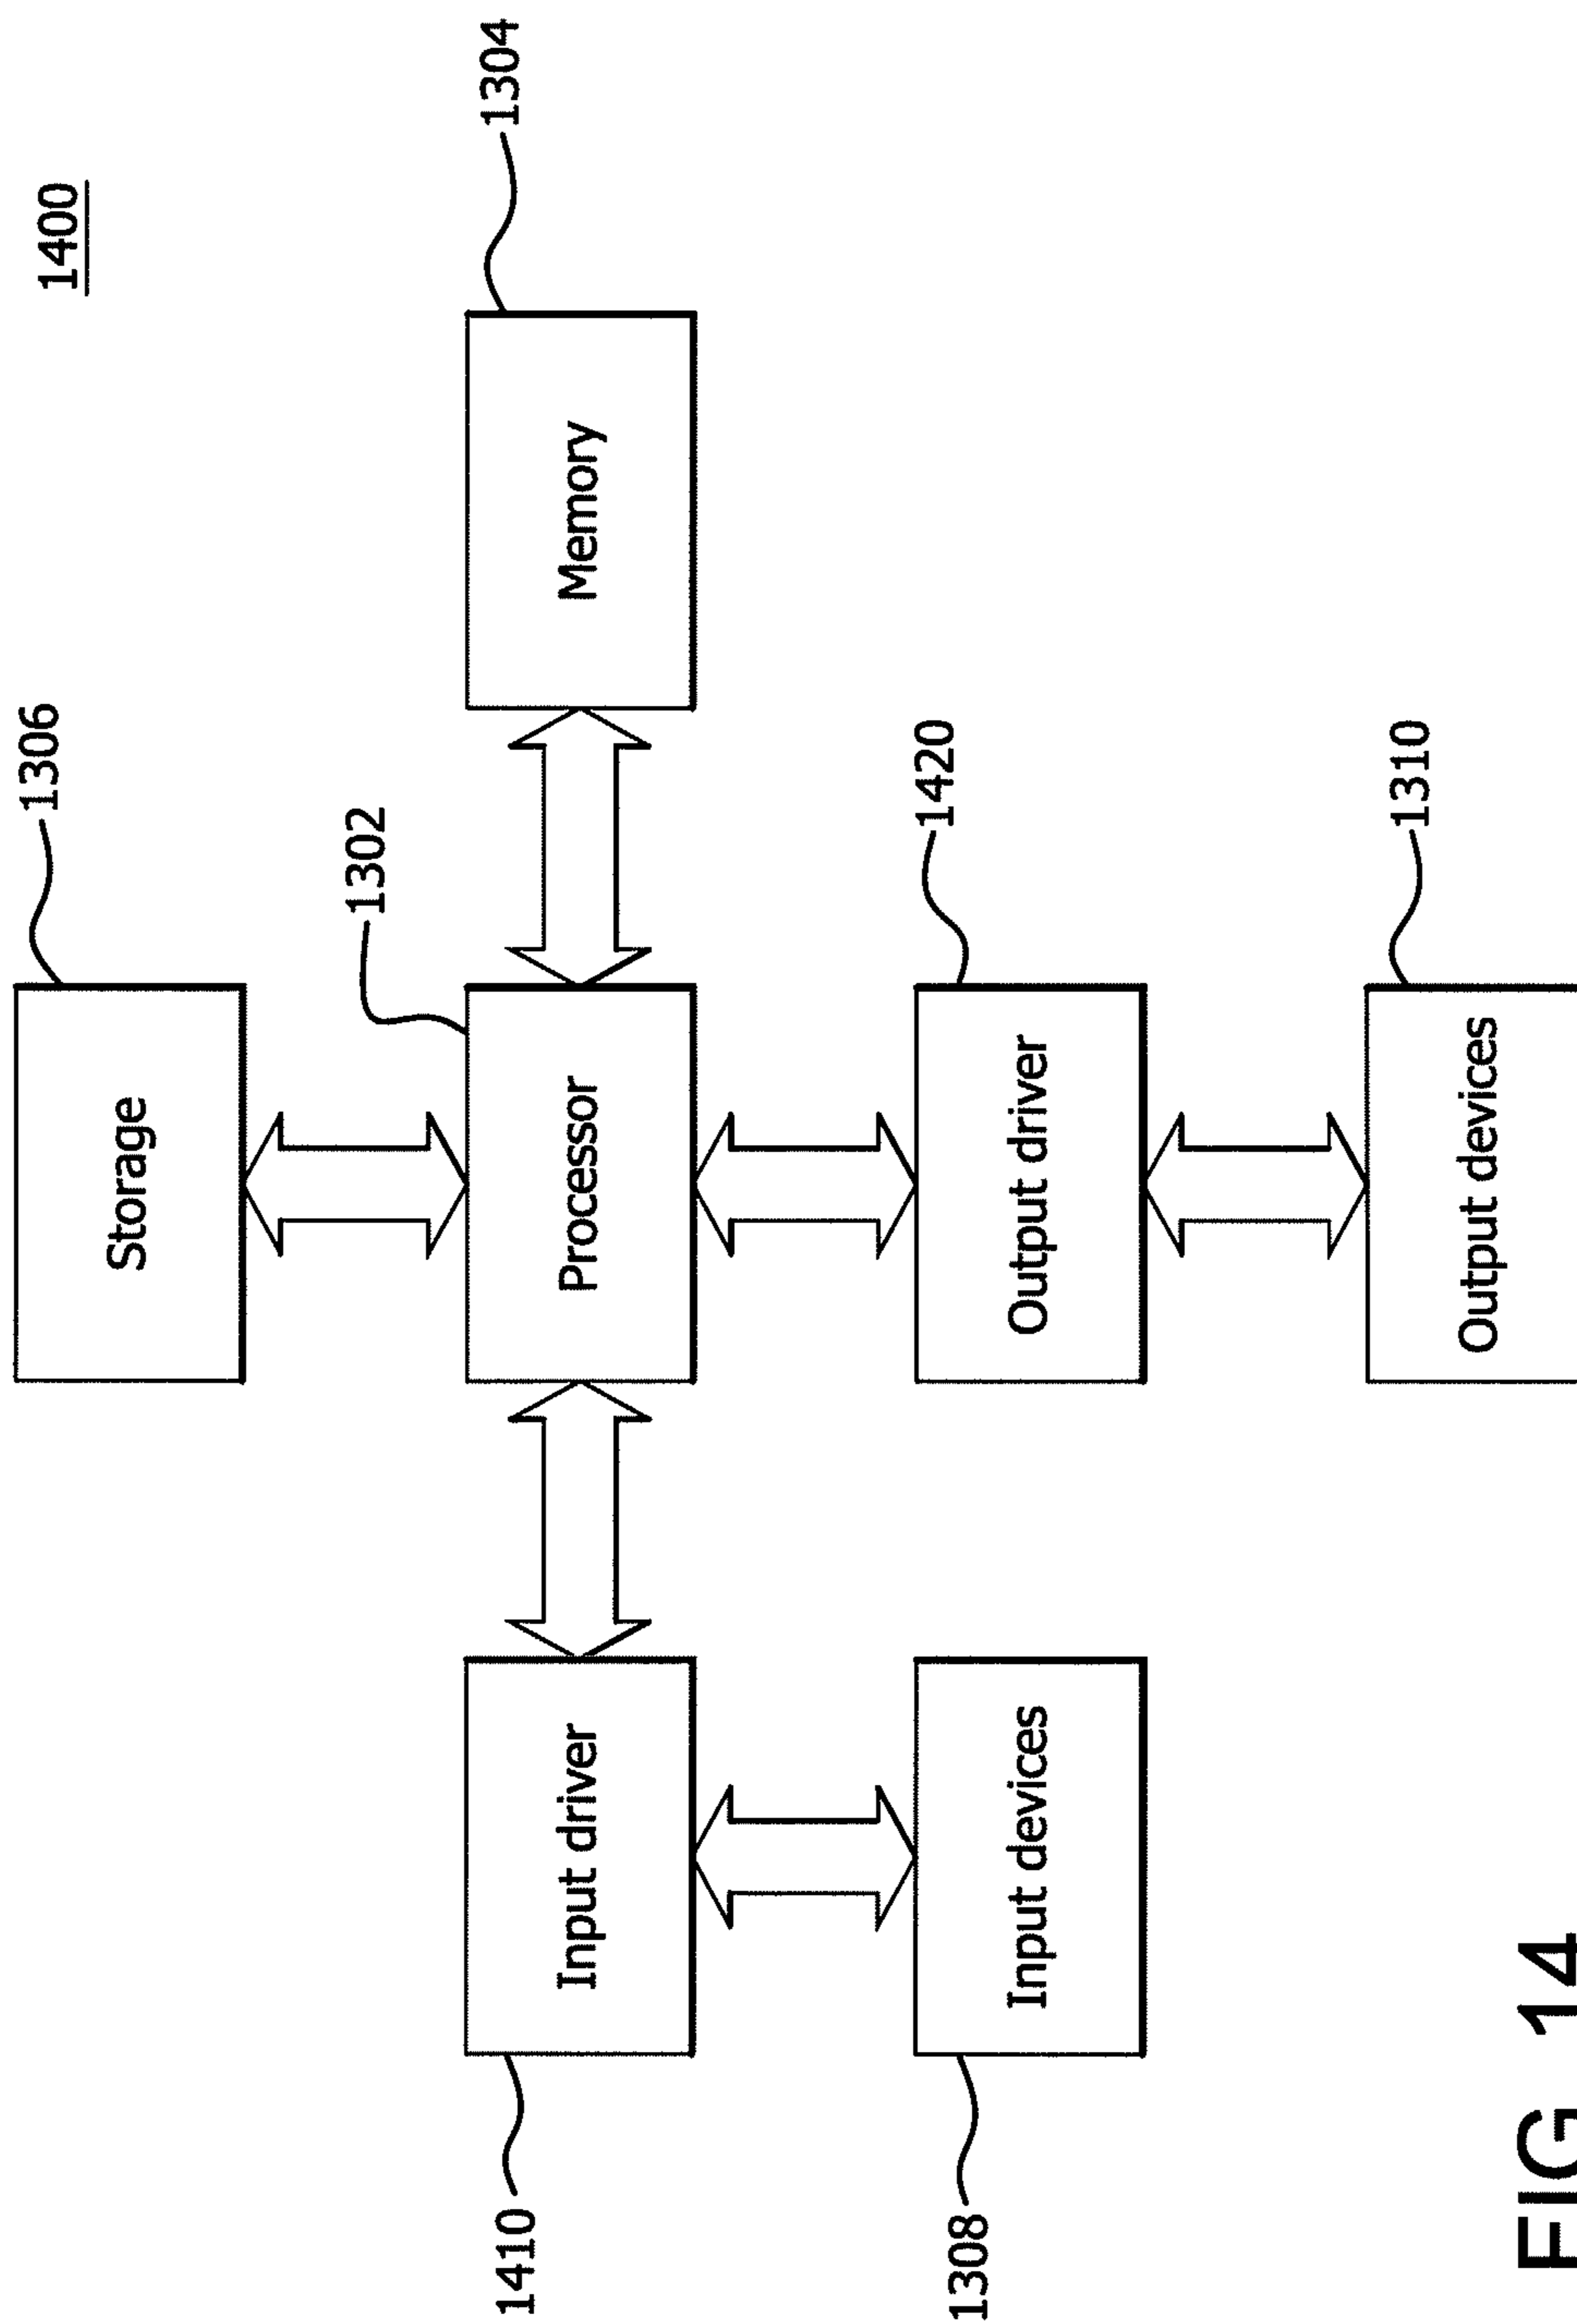 1400
1306
Storage
1302
1304
Processor
Memory
1410
Input driver
1420
Output driver
1308
Input devices
1310
Output devices
FIG. 14